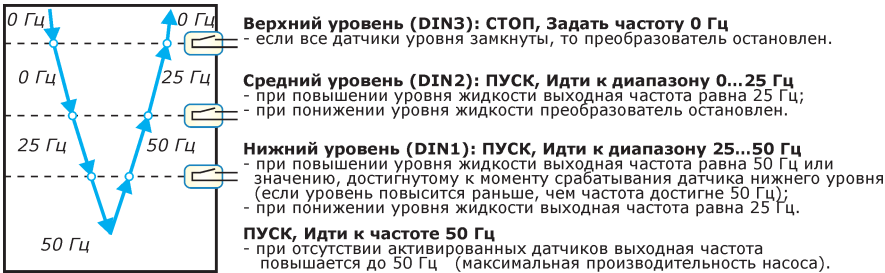 0 Гц 0 Гц
0 Гц 25 Гц
25 Гц 50 Гц
50 Гц
Верхний уровень (DIN3): СТОП, Задать частоту 0 Гц
- если все датчики уровня замкнуты, то преобразователь остановлен.
Средний уровень (DIN2): ПУСК, Идти к диапазону 0...25 Гц
- при повышении уровня жидкости выходная частота равна 25 Гц;
- при понижении уровня жидкости преобразователь остановлен.
Нижний уровень (DIN1): ПУСК, Идти к диапазону 25...50 Гц
- при повышении уровня жидкости выходная частота равна 50 Гц или
значению, достигнутому к моменту срабатывания датчика нижнего уровня
(если уровень повысится раньше, чем частота достигне 50 Гц);
- при понижении уровня жидкости выходная частота равна 25 Гц.
ПУСК, Идти к частоте 50 Гц
- при отсутствии активированных датчиков выходная частота
повышается до 50 Гц (максимальная производительность насоса).